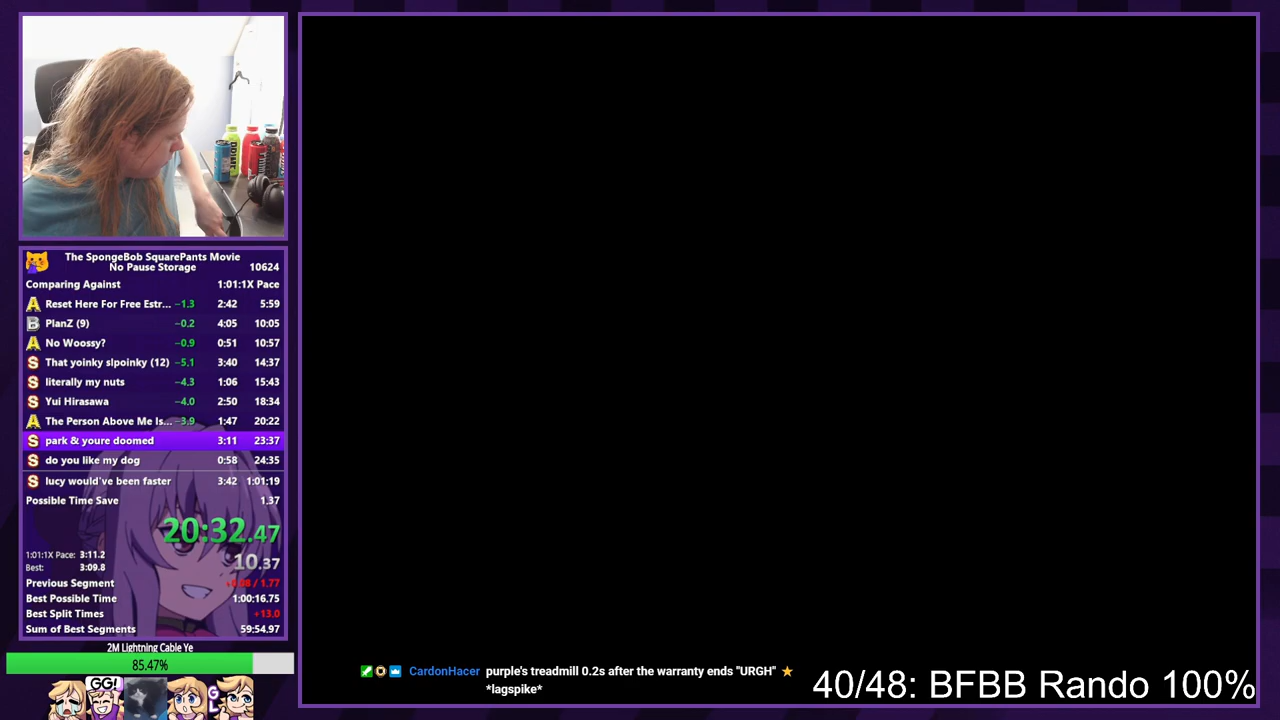 The SpongeBob SquarePants Movie
No Pause Storage 10624
Comparing Against 1:01:1X Pace
A Reset Here For Free Estr... −1.3 2:42 5:59
B PlanZ (9) −0.2 4:05 10:05
A No Woossy? −0.9 0:51 10:57
S That yoinky slpoinky (12) −5.1 3:40 14:37
S literally my nuts −4.3 1:06 15:43
S Yui Hirasawa −4.0 2:50 18:34
A The Person Above Me Is... −3.9 1:47 20:22
S park & youre doomed 3:11 23:37
S do you like my dog 0:58 24:35
S lucy would've been faster 3:42 1:01:19
Possible Time Save 1.37
20:32.47
1:01:1X Pace: 3:11.2
10.37
Best: 3:09.8
Previous Segment / 1.77
Best Possible Time 1:00:16.75
Best Split Times +13.0
Sum of Best Segments 59:54.97
2M Lightning Cable Ye
85.47%
GG!
GL
CardonHacer purple's treadmill 0.2s after the warranty ends "URGH"
*lagspike*
40/48: BFBB Rando 100%